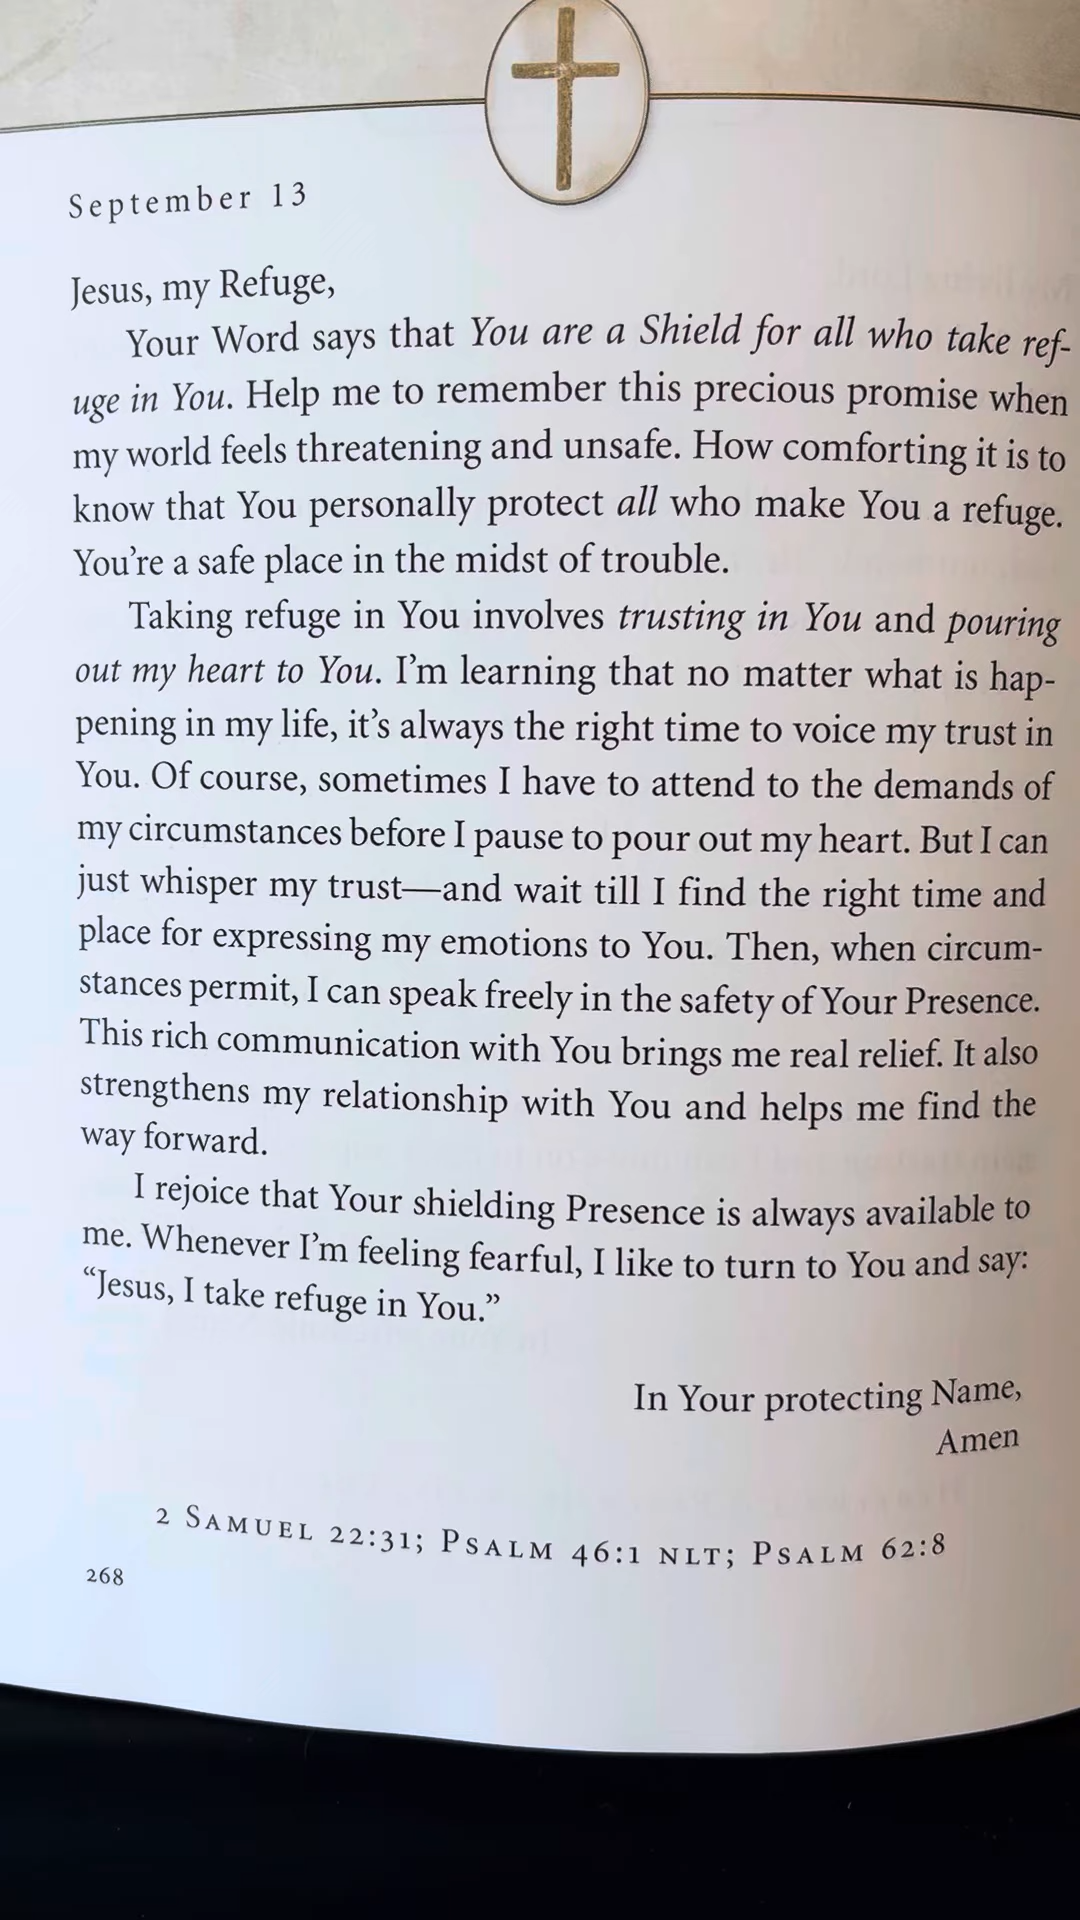 September 13
Jesus, my Refuge,
Your Word says that You are a Shield for all who take ref-
uge in You. Help me to remember this precious promise when
my world feels threatening and unsafe. How comforting it is to
know that You personally protect all who make You a refuge.
You're a safe place in the midst of trouble.
Taking refuge in You involves trusting in You and pouring
out my heart to You. I'm learning that no matter what is hap-
pening in my life, it's always the right time to voice my trust in
You. Of course, sometimes I have to attend to the demands of
my circumstances before I pause to pour out my heart. But I can
just whisper my trust—and wait till I find the right time and
place for expressing my emotions to You. Then, when circum-
stances permit, I can speak freely in the safety of Your Presence.
This rich communication with You brings me real relief. It also
strengthens my relationship with You and helps me find the
way forward.
I rejoice that Your shielding Presence is always available to
me. Whenever I'm feeling fearful, I like to turn to You and say:
“Jesus, I take refuge in You.”
In Your protecting Name,
Amen
2 SAMUEL 22:31; PSALM 46:1 NLT; PSALM 62:8
268